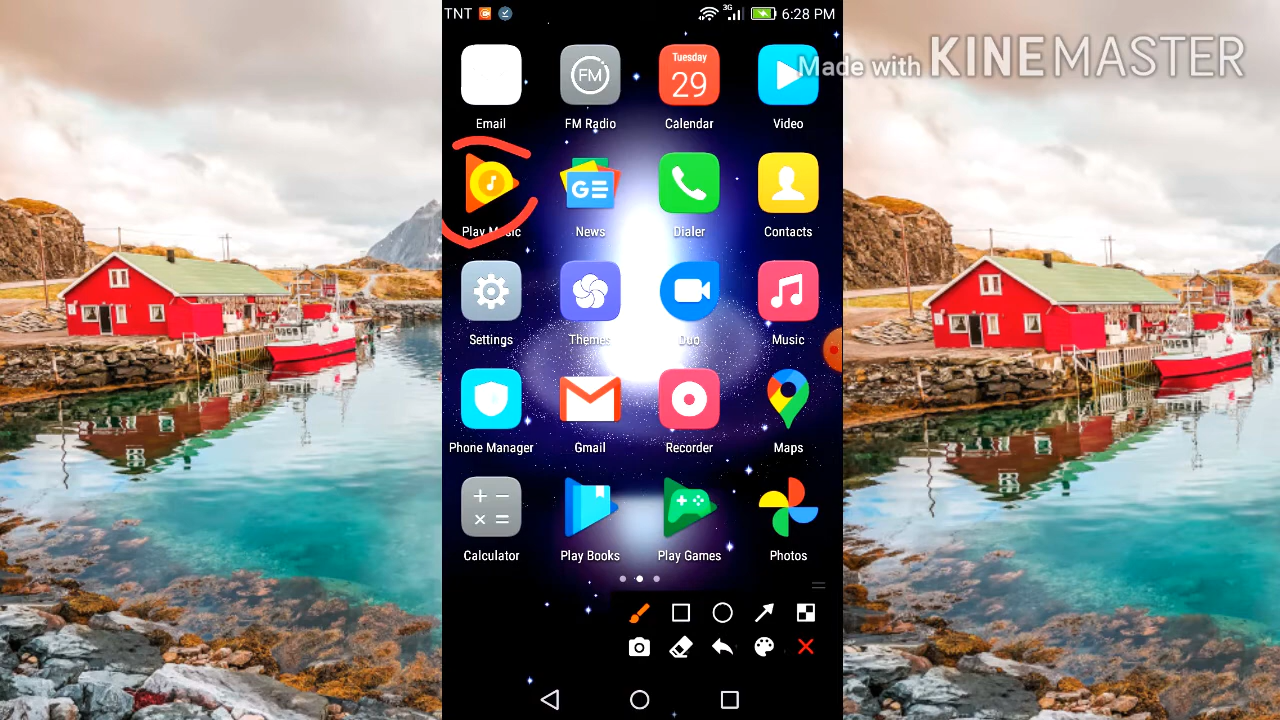 TNT 3G 6:28 PM
Made with KINEMASTER
Tuesday
FM 29
Email FM Radio Calendar Video
GE
Play Music News Dialer Contacts
Settings Themes Duo Music
Phone Manager Gmail Recorder Maps
Calculator Play Books Play Games Photos